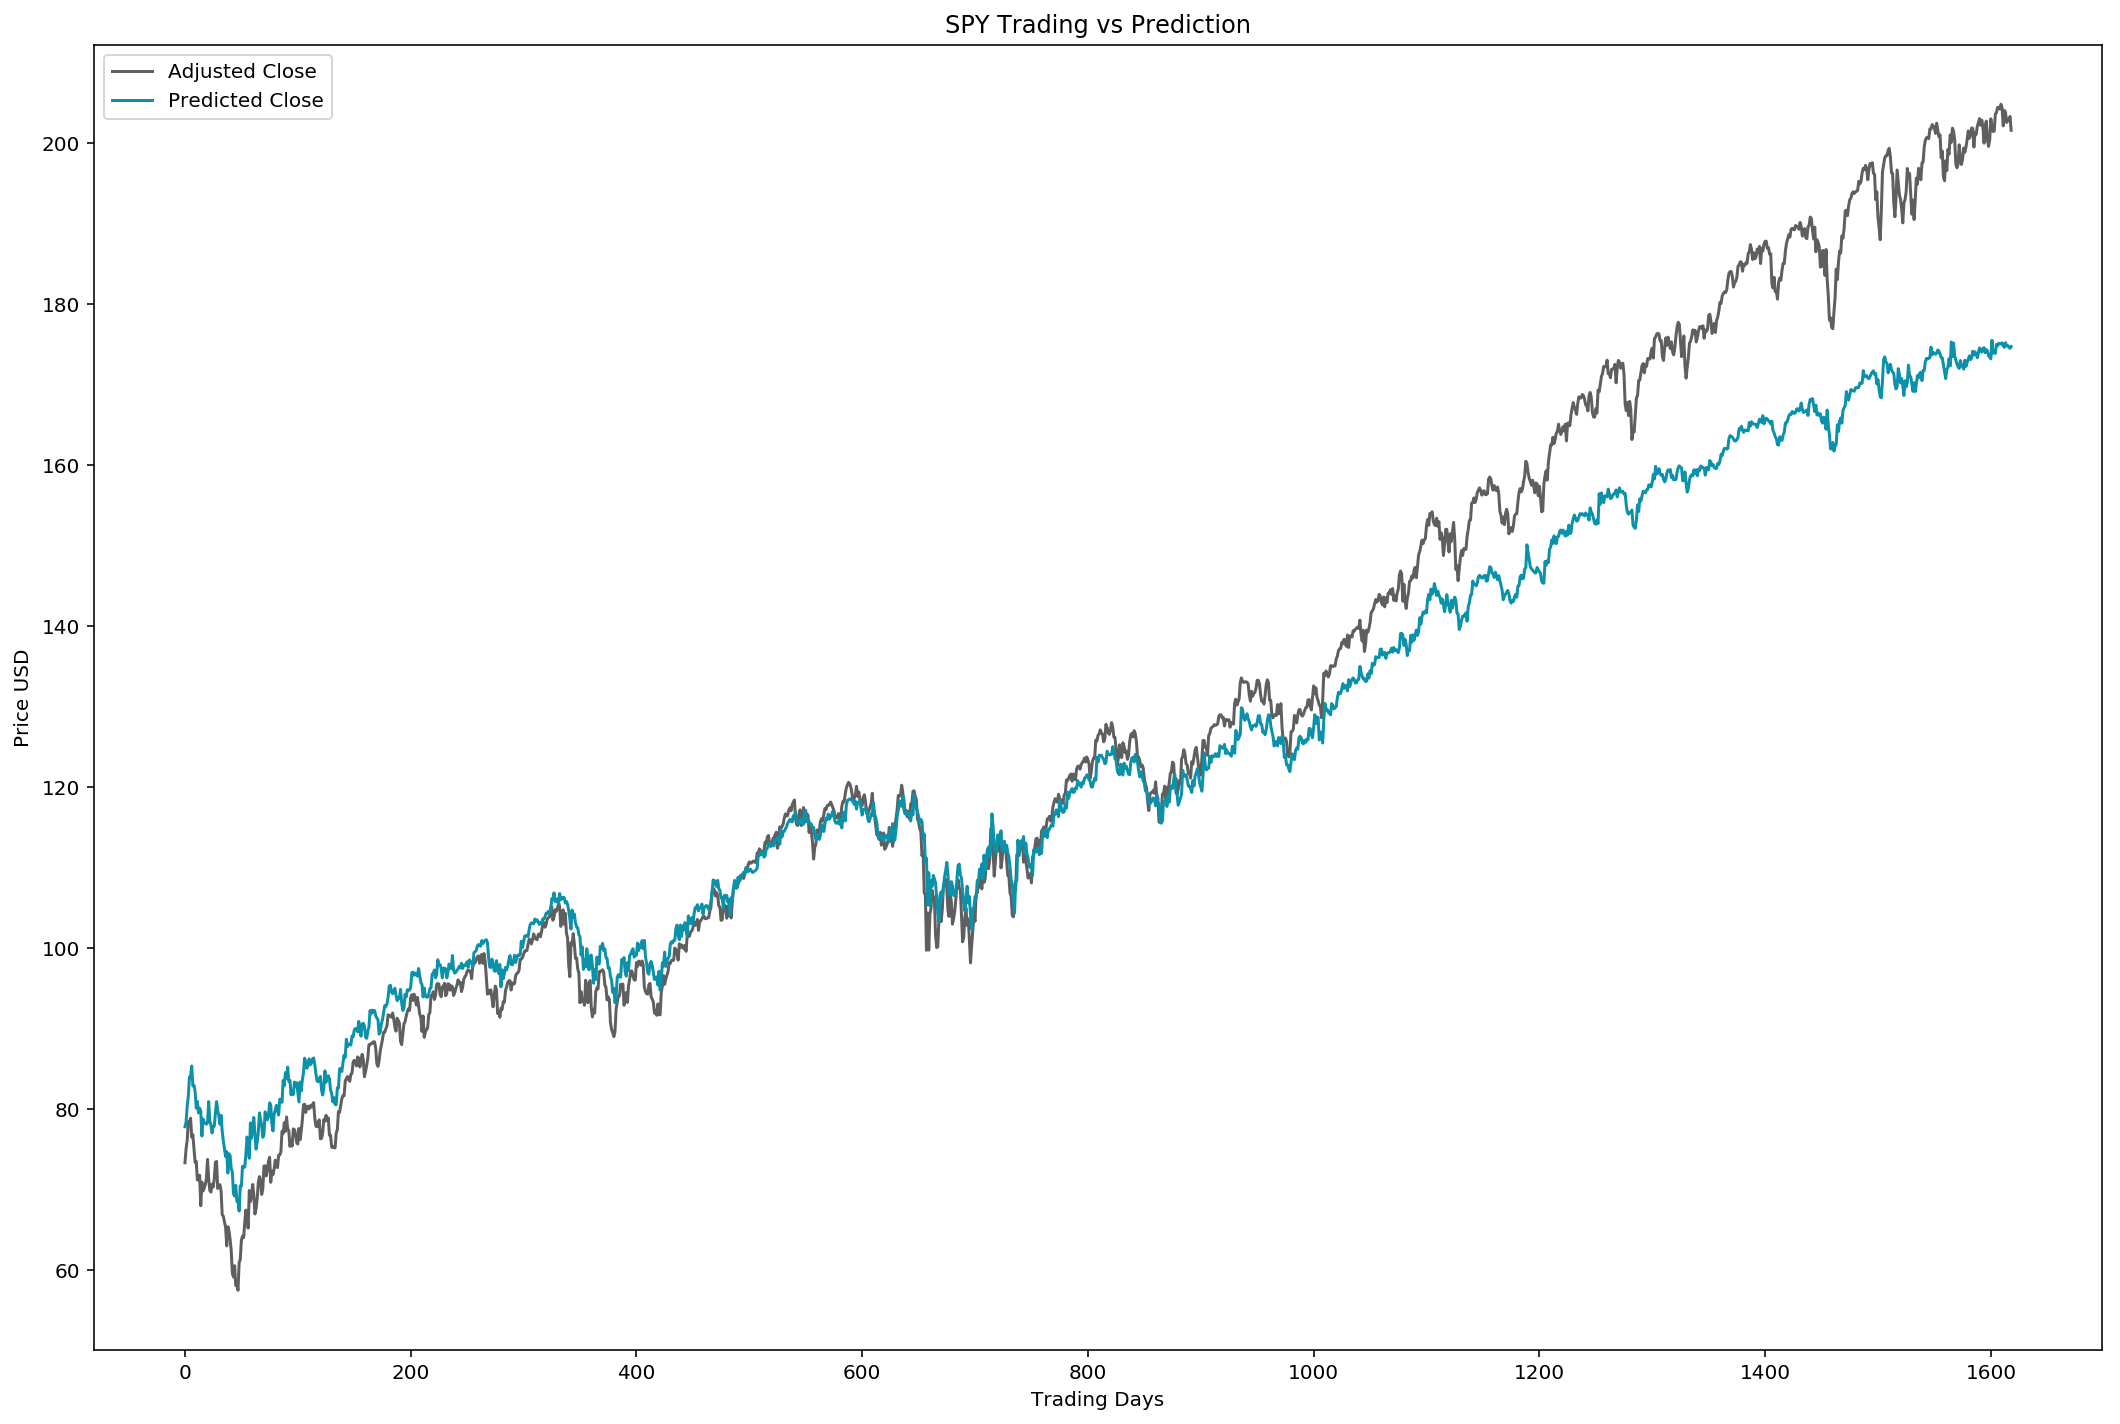 SPY Trading vs Prediction
Adjusted Close
Predicted Close
Price USD
200
180
160
140
120
100
80
60
0 200 400 600 800 1000 1200 1400 1600
Trading Days